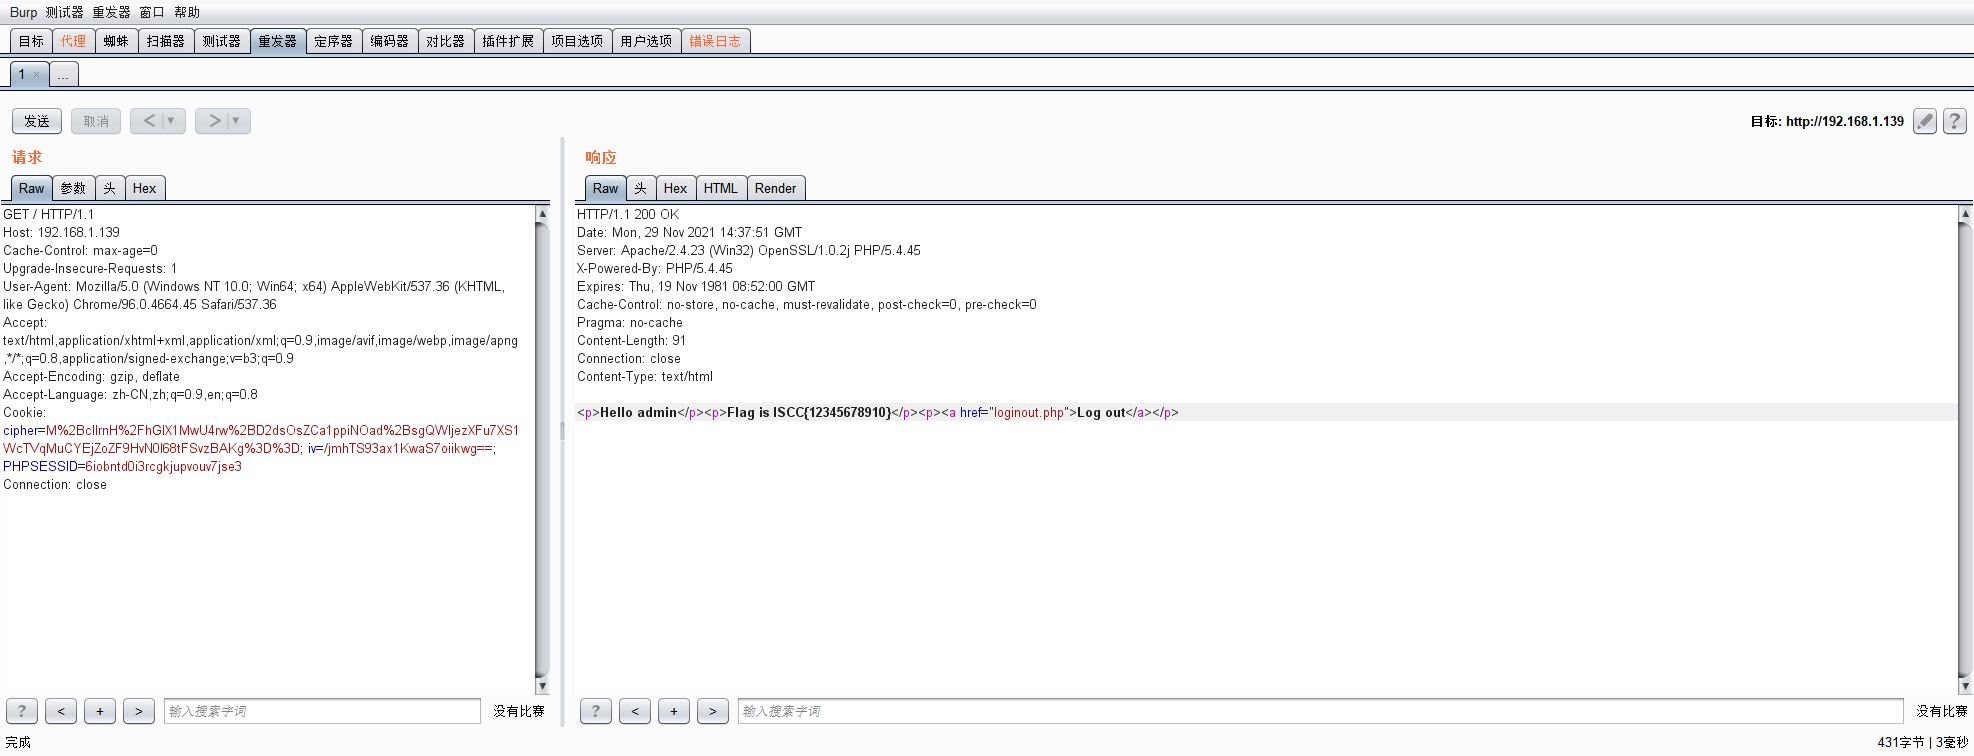 Burp 测试器 重发器 窗口 帮助
目标 代理 蜘蛛 扫描器 测试器 重发器 定序器 编码器 对比器 插件扩展 项目选项 用户选项 错误日志
1 × ...
发送 取消 < ▼ > ▼ 目标: http://192.168.1.139 ?
请求
Raw 参数 头 Hex
GET / HTTP/1.1
Host: 192.168.1.139
Cache-Control: max-age=0
Upgrade-Insecure-Requests: 1
User-Agent: Mozilla/5.0 (Windows NT 10.0; Win64; x64) AppleWebKit/537.36 (KHTML,
like Gecko) Chrome/96.0.4664.45 Safari/537.36
Accept:
text/html,application/xhtml+xml,application/xml;q=0.9,image/avif,image/webp,image/apng
,*/*;q=0.8,application/signed-exchange;v=b3;q=0.9
Accept-Encoding: gzip, deflate
Accept-Language: zh-CN,zh;q=0.9,en;q=0.8
Cookie:
cipher=M%2BcIlrnH%2FhGlX1MwU4rw%2BD2dsOsZCa1ppiNOad%2BsgQWljezXFu7XS1
WcTVqMuCYEjZoZF9HvN0l68tFSvzBAKg%3D%3D; iv=/jmhTS93ax1KwaS7oiikwg==;
PHPSESSID=6iobntd0i3rcgkjupvouv7jse3
Connection: close
? < + > 输入搜索字词 没有比赛
响应
Raw 头 Hex HTML Render
HTTP/1.1 200 OK
Date: Mon, 29 Nov 2021 14:37:51 GMT
Server: Apache/2.4.23 (Win32) OpenSSL/1.0.2j PHP/5.4.45
X-Powered-By: PHP/5.4.45
Expires: Thu, 19 Nov 1981 08:52:00 GMT
Cache-Control: no-store, no-cache, must-revalidate, post-check=0, pre-check=0
Pragma: no-cache
Content-Length: 91
Connection: close
Content-Type: text/html
<p>Hello admin</p><p>Flag is ISCC{12345678910}</p><p><a href="loginout.php">Log out</a></p>
? < + > 输入搜索字词 没有比赛
完成 431字节 | 3毫秒